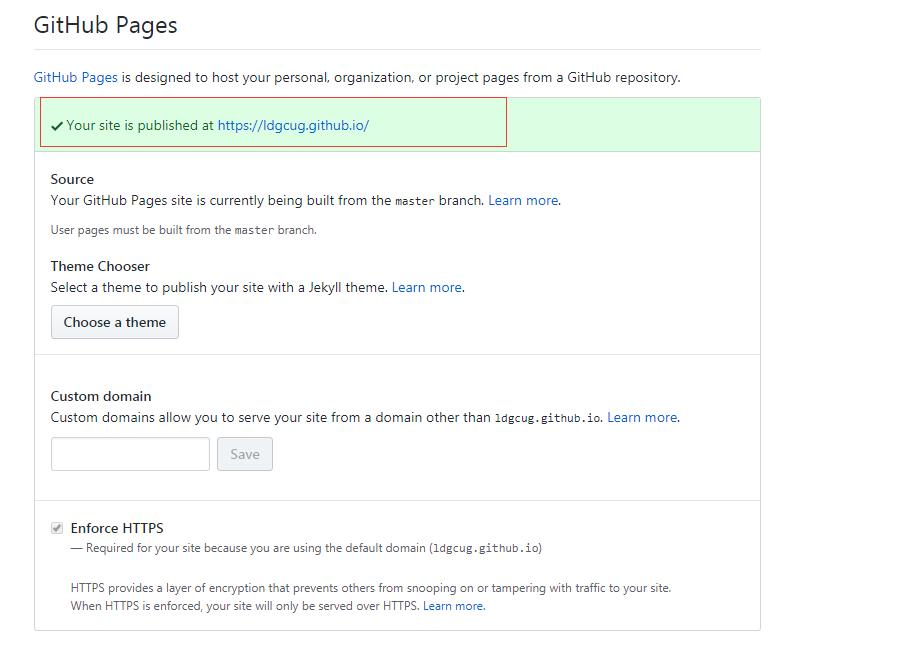 GitHub Pages
GitHub Pages is designed to host your personal, organization, or project pages from a GitHub repository.
Your site is published at https://ldgcug.github.io/
Source
Your GitHub Pages site is currently being built from the master branch. Learn more.
User pages must be built from the master branch.
Theme Chooser
Select a theme to publish your site with a Jekyll theme. Learn more.
Choose a theme
Custom domain
Custom domains allow you to serve your site from a domain other than ldgcug.github.io. Learn more.
Save
Enforce HTTPS
— Required for your site because you are using the default domain (ldgcug.github.io)
HTTPS provides a layer of encryption that prevents others from snooping on or tampering with traffic to your site.
When HTTPS is enforced, your site will only be served over HTTPS. Learn more.